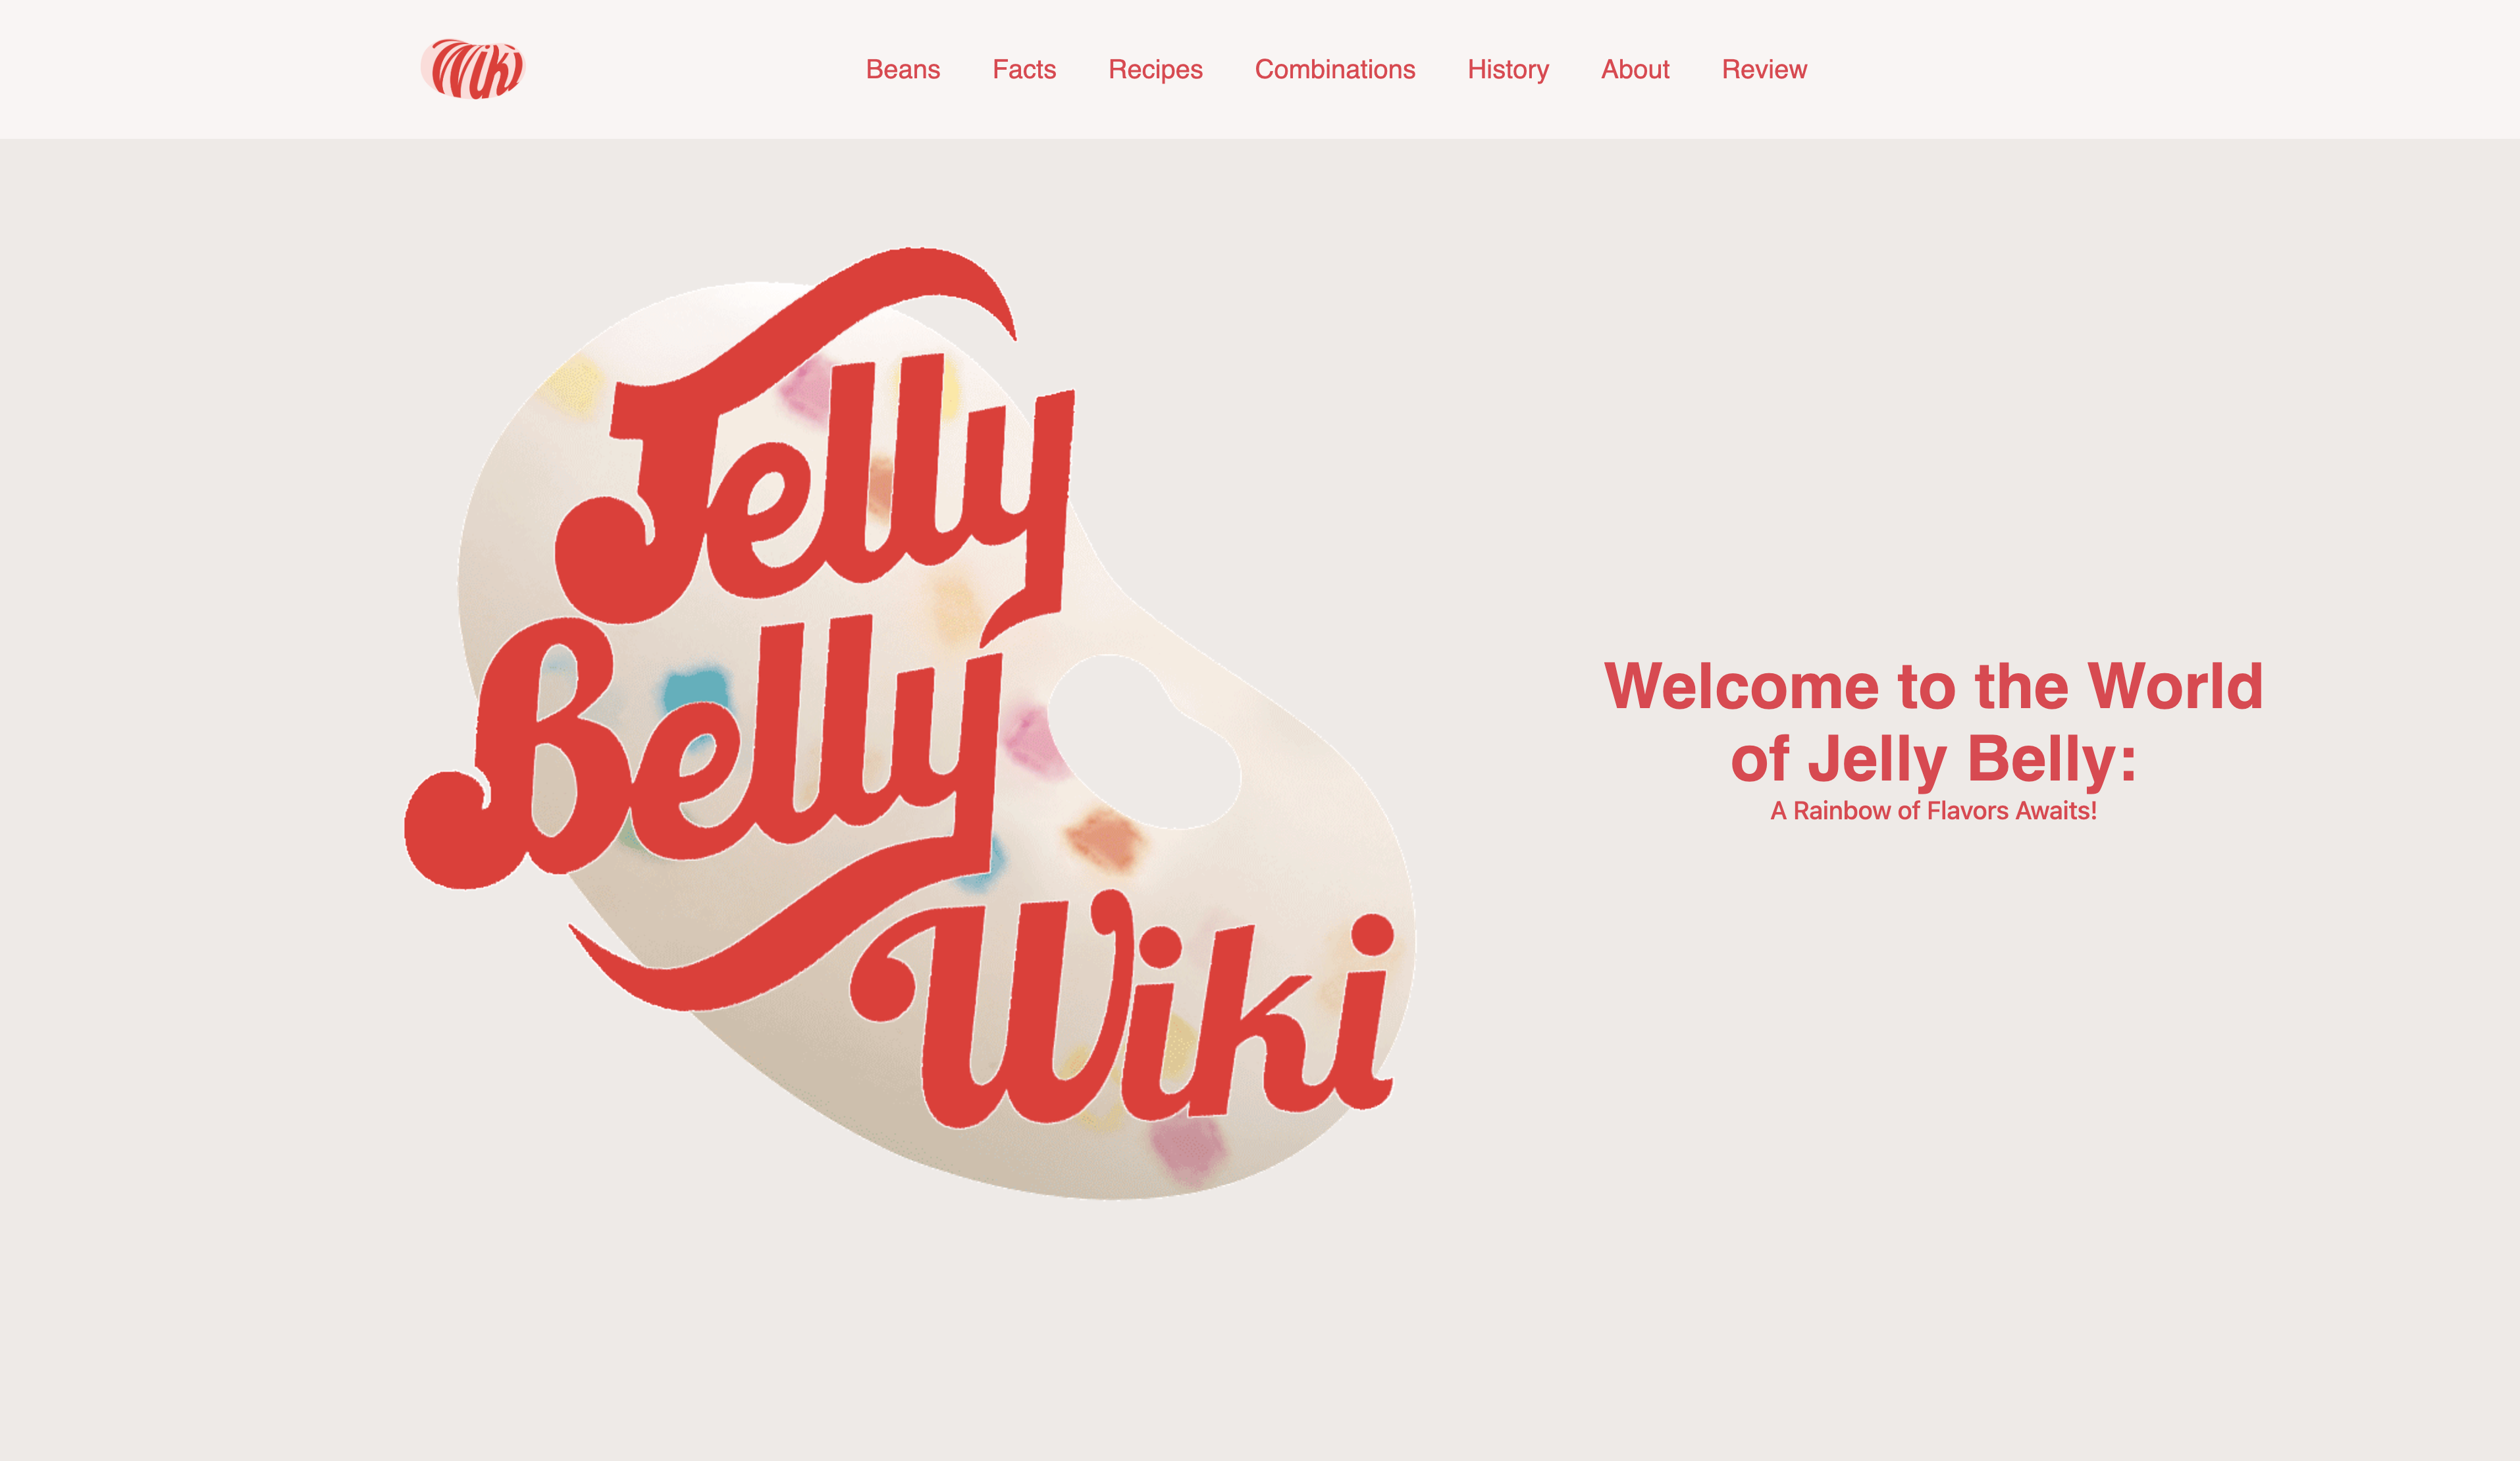 Wiki
Beans
Facts
Recipes
Combinations
History
About
Review
Jelly
Belly
Wiki
Welcome to the World
of Jelly Belly:
A Rainbow of Flavors Awaits!